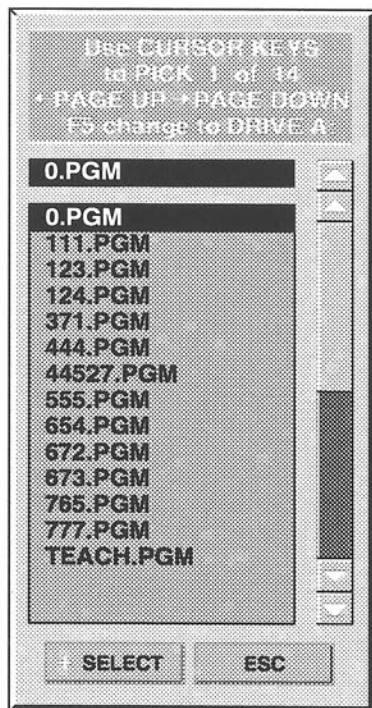 Use CURSOR KEYS
to PICK 1 of 14
← PAGE UP → PAGE DOWN
F5 change to DRIVE A:
0.PGM
0.PGM
111.PGM
123.PGM
124.PGM
371.PGM
444.PGM
44527.PGM
555.PGM
654.PGM
672.PGM
673.PGM
765.PGM
777.PGM
TEACH.PGM
SELECT
ESC